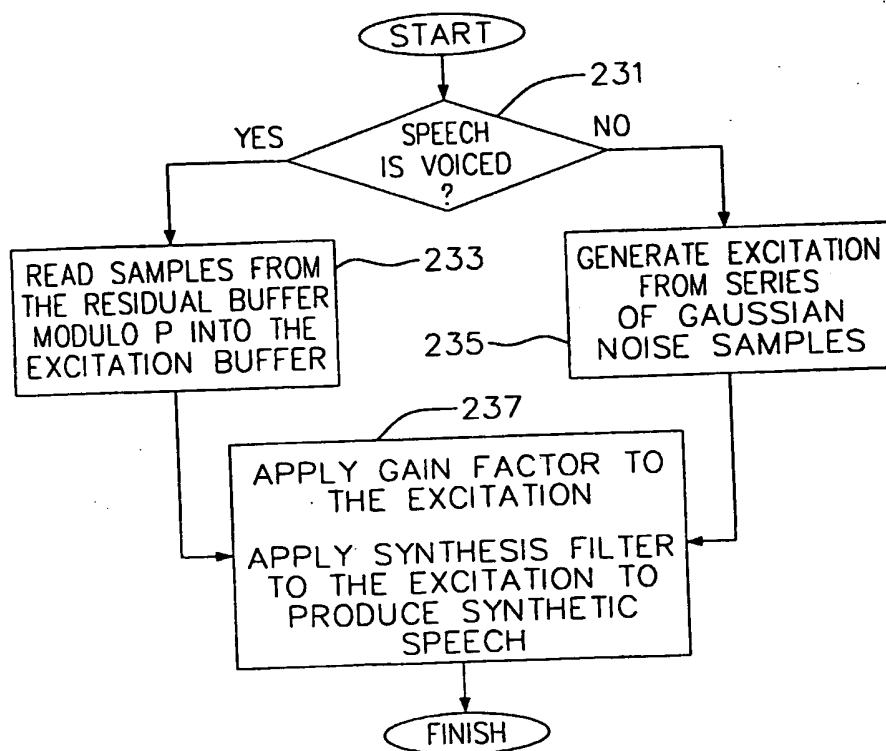 START
231
YES
SPEECH
IS VOICED
?
NO
READ SAMPLES FROM
THE RESIDUAL BUFFER
MODULO P INTO THE
EXCITATION BUFFER
233
GENERATE EXCITATION
FROM SERIES
OF GAUSSIAN
NOISE SAMPLES
235
237
APPLY GAIN FACTOR TO
THE EXCITATION
APPLY SYNTHESIS FILTER
TO THE EXCITATION TO
PRODUCE SYNTHETIC
SPEECH
FINISH